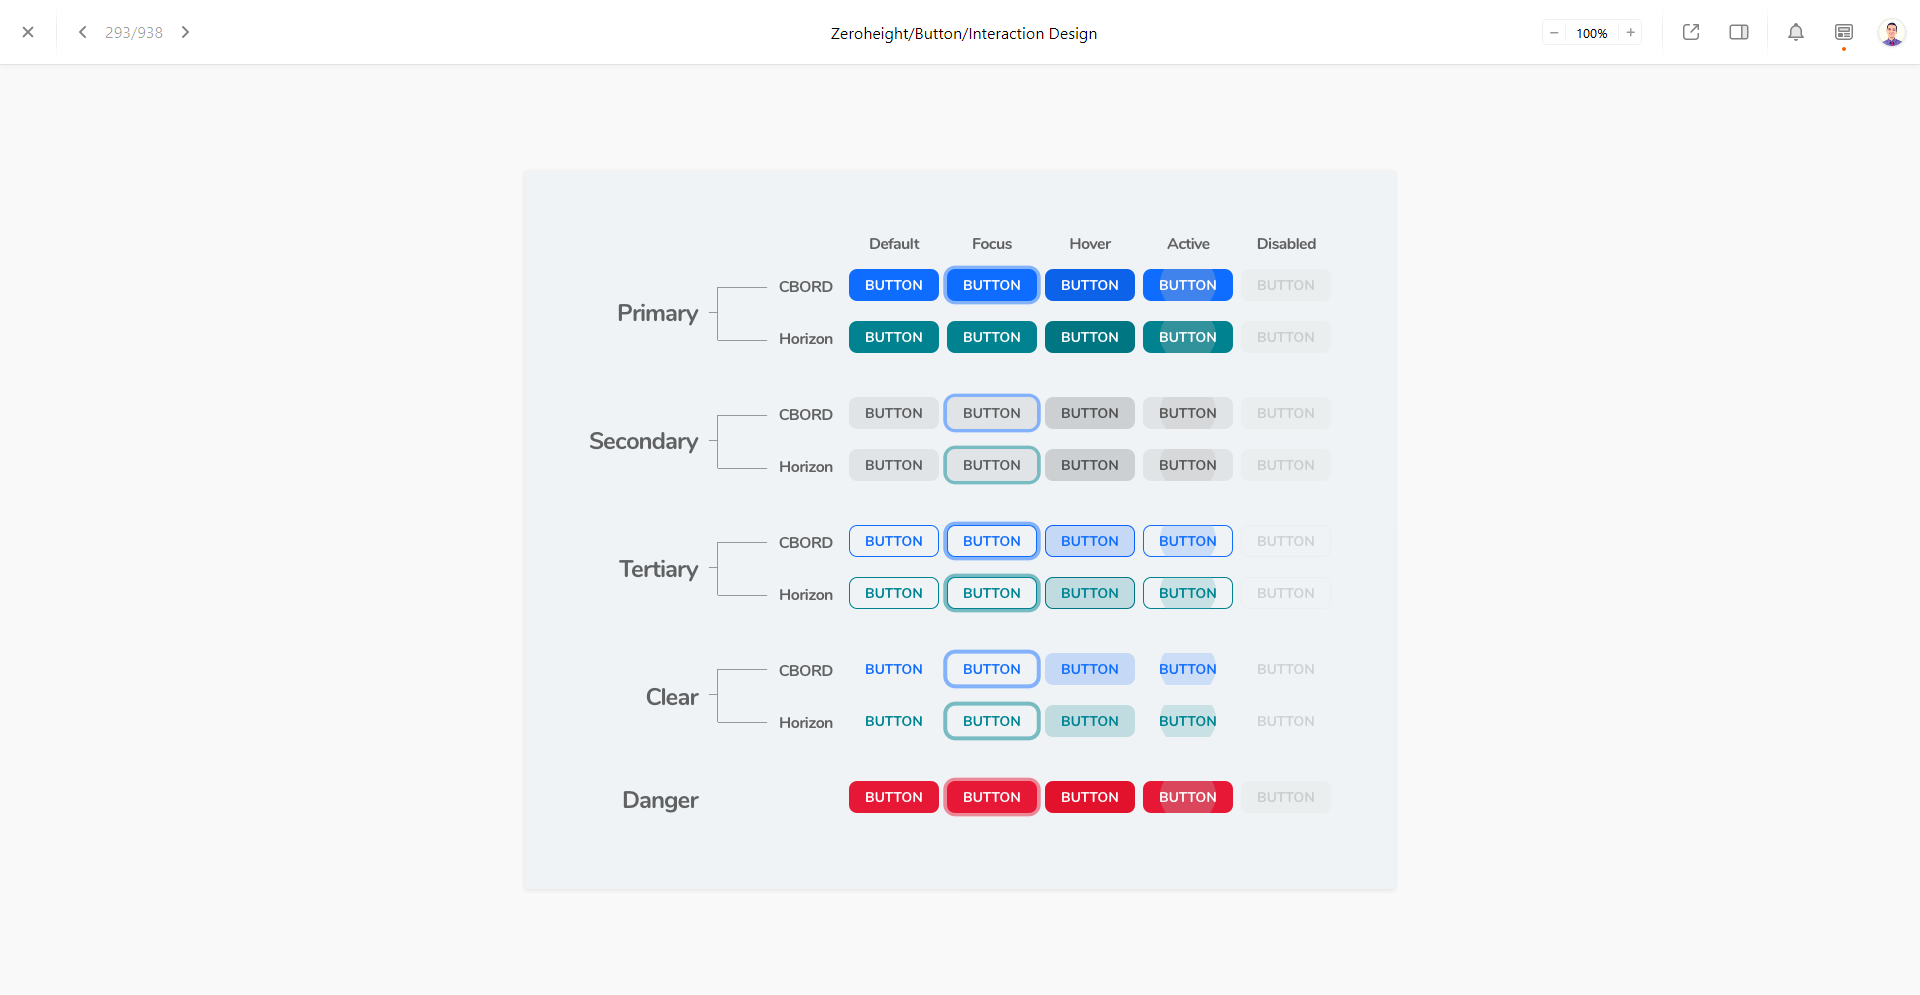 293/938
Zeroheight/Button/Interaction Design
100%
Default Focus Hover Active Disabled
Primary
CBORD BUTTON BUTTON BUTTON BUTTON BUTTON
Horizon BUTTON BUTTON BUTTON BUTTON BUTTON
Secondary
CBORD BUTTON BUTTON BUTTON BUTTON BUTTON
Horizon BUTTON BUTTON BUTTON BUTTON BUTTON
Tertiary
CBORD BUTTON BUTTON BUTTON BUTTON BUTTON
Horizon BUTTON BUTTON BUTTON BUTTON BUTTON
Clear
CBORD BUTTON BUTTON BUTTON BUTTON BUTTON
Horizon BUTTON BUTTON BUTTON BUTTON BUTTON
Danger BUTTON BUTTON BUTTON BUTTON BUTTON